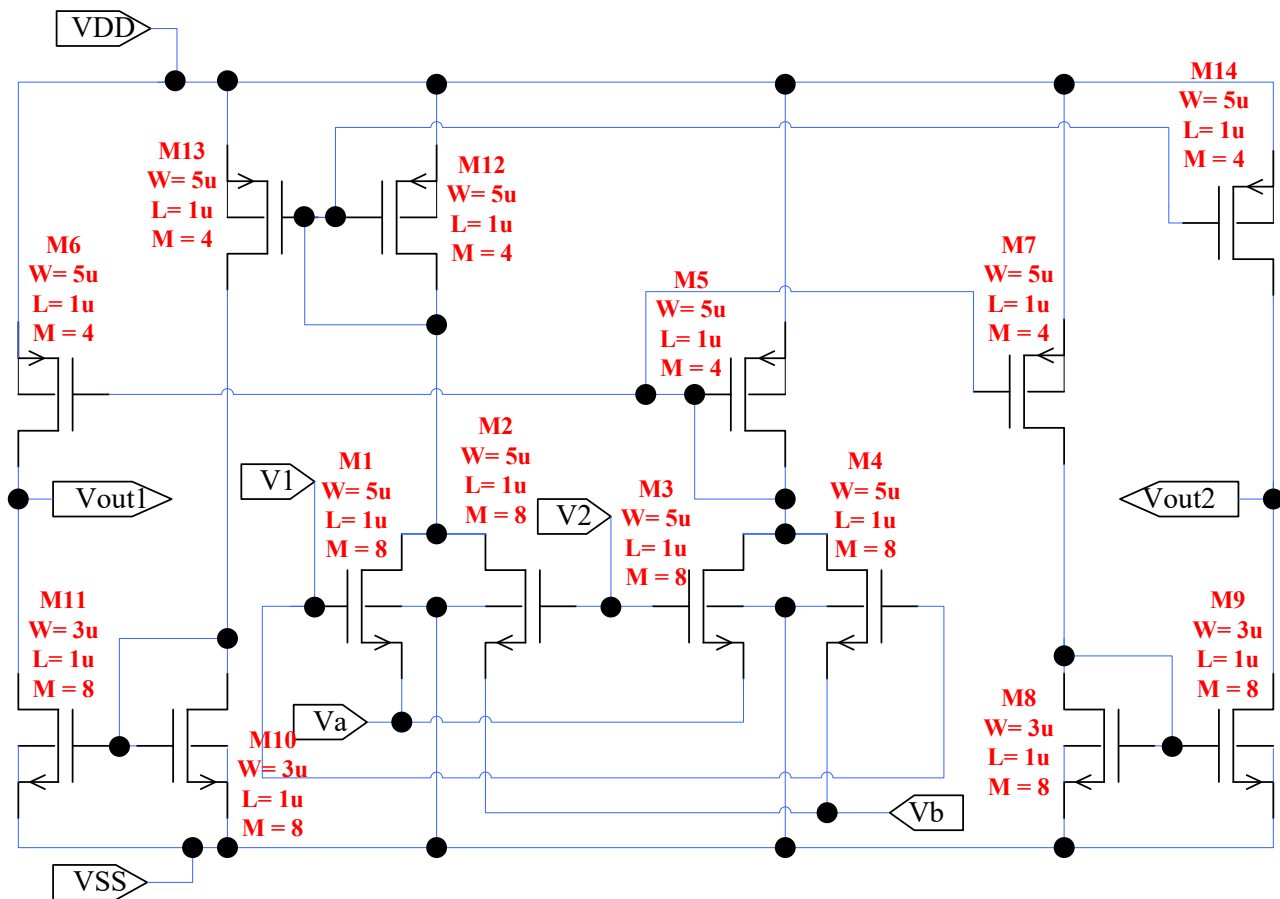 VDD
M14
W= 5u
L= 1u
M = 4
M13
W= 5u
L= 1u
M = 4
M12
W= 5u
L= 1u
M = 4
M6
W= 5u
L= 1u
M = 4
M5
W= 5u
L= 1u
M = 4
M7
W= 5u
L= 1u
M = 4
V1
M1
W= 5u
L= 1u
M = 8
M2
W= 5u
L= 1u
M = 8
V2
M3
W= 5u
L= 1u
M = 8
M4
W= 5u
L= 1u
M = 8
Vout1
Vout2
M11
W= 3u
L= 1u
M = 8
M9
W= 3u
L= 1u
M = 8
Va
M10
W= 3u
L= 1u
M = 8
M8
W= 3u
L= 1u
M = 8
Vb
VSS